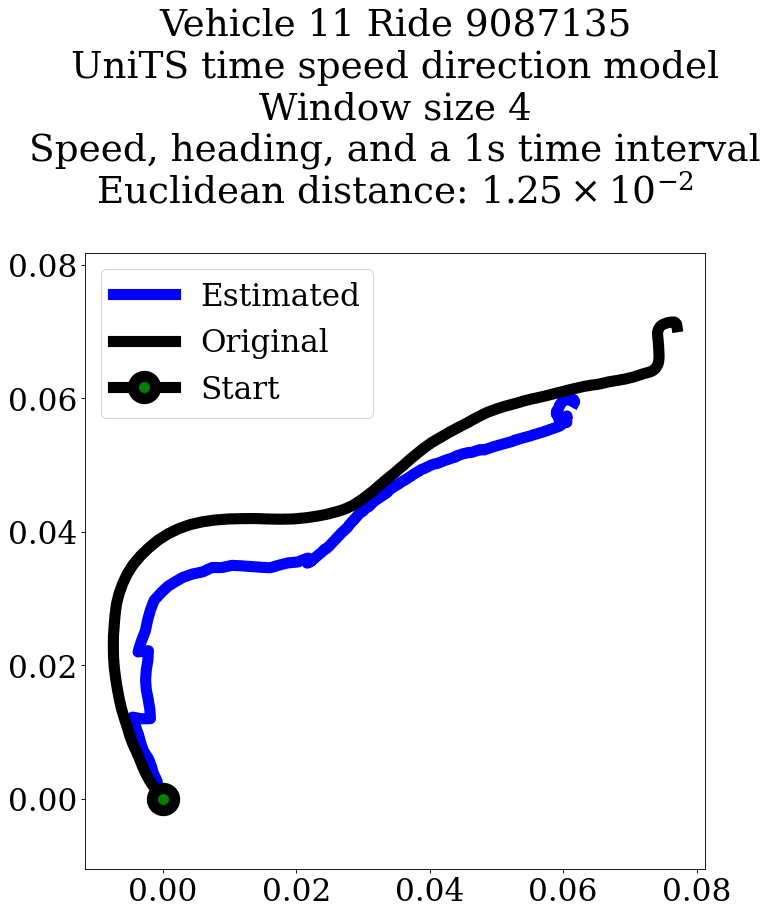 Vehicle 11 Ride 9087135
UniTS time speed direction model
Window size 4
Speed, heading, and a 1s time interval
Euclidean distance: 1.25 × 10⁻²
0.08
Estimated
Original
Start
0.06
0.04
0.02
0.00
0.00 0.02 0.04 0.06 0.08